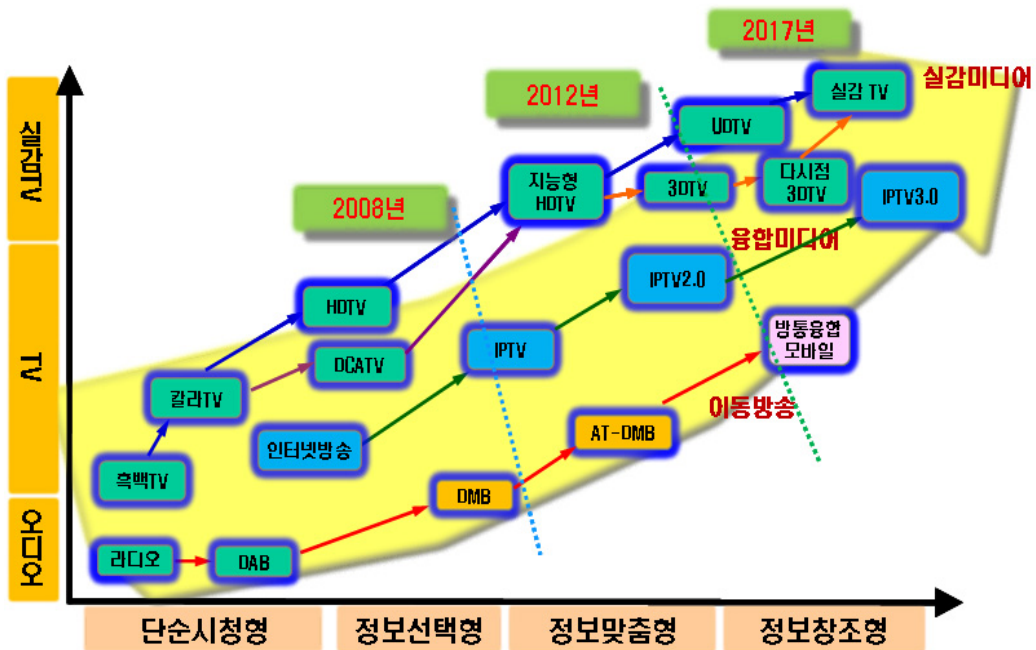 2017년
2012년
2008년
실감TV
TV
오디오
실감미디어
실감 TV
UDTV
지능형
HDTV
3DTV
다시점
3DTV
IPTV3.0
융합미디어
HDTV
IPTV2.0
DCATV
IPTV
방통융합
모바일
칼라TV
이동방송
인터넷방송
AT-DMB
흑백TV
DMB
라디오
DAB
단순시청형
정보선택형
정보맞춤형
정보창조형